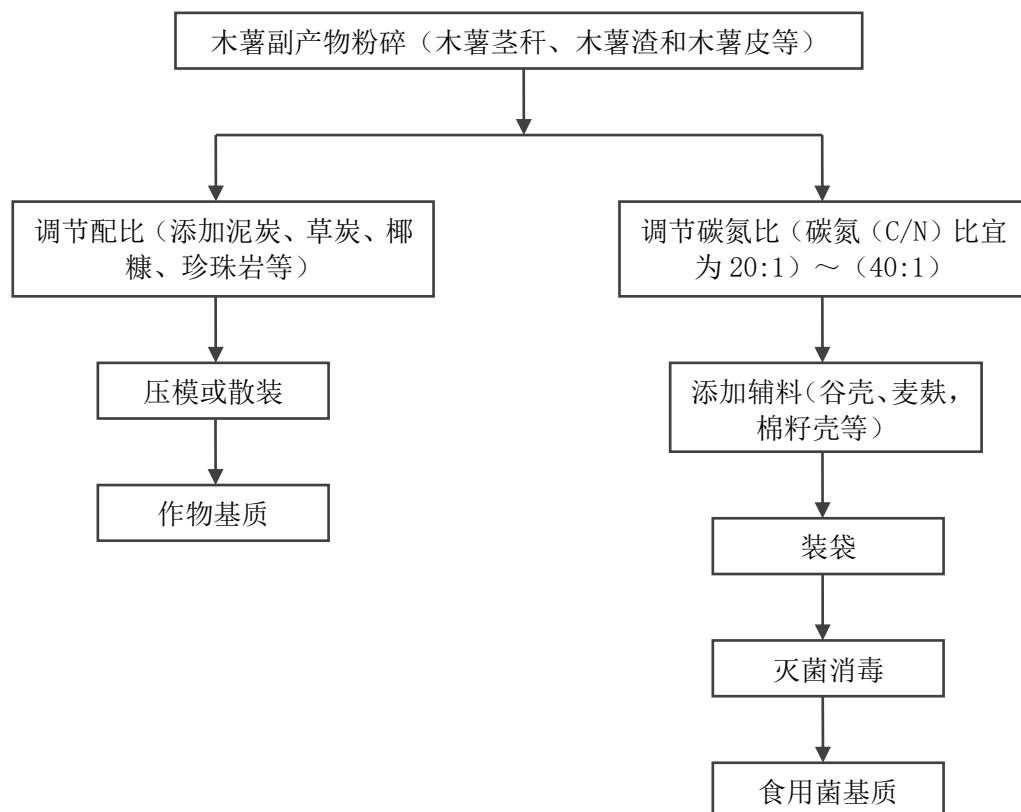 木薯副产物粉碎（木薯茎秆、木薯渣和木薯皮等）
调节配比（添加泥炭、草炭、椰
糠、珍珠岩等）
压模或散装
作物基质
调节碳氮比（碳氮（C/N）比宜
为 20:1）～（40:1）
添加辅料（谷壳、麦麸，
棉籽壳等）
装袋
灭菌消毒
食用菌基质